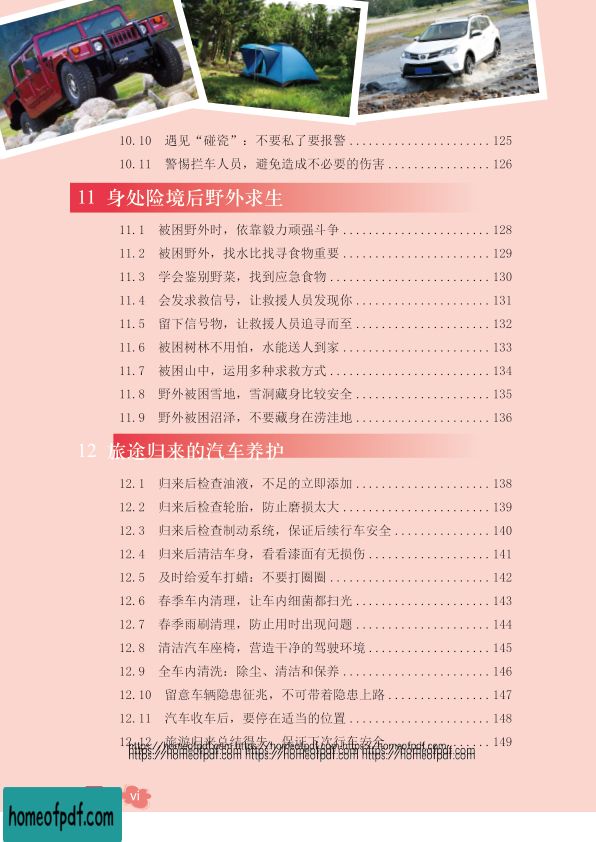 10.10 遇见“碰瓷”：不要私了要报警 ...................... 125
10.11 警惕拦车人员，避免造成不必要的伤害 ................ 126
11 身处险境后野外求生
11.1 被困野外时，依靠毅力顽强斗争 ....................... 128
11.2 被困野外，找水比找寻食物重要 ....................... 129
11.3 学会鉴别野菜，找到应急食物 ......................... 130
11.4 会发求救信号，让救援人员发现你 ..................... 131
11.5 留下信号物，让救援人员追寻而至 ..................... 132
11.6 被困树林不用怕，水能送人到家 ....................... 133
11.7 被困山中，运用多种求救方式 ......................... 134
11.8 野外被困雪地，雪洞藏身比较安全 ..................... 135
11.9 野外被困沼泽，不要藏身在涝洼地 ..................... 136
12 旅途归来的汽车养护
12.1 归来后检查油液，不足的立即添加 ..................... 138
12.2 归来后检查轮胎，防止磨损太大 ....................... 139
12.3 归来后检查制动系统，保证后续行车安全 ............... 140
12.4 归来后清洁车身，看看漆面有无损伤 ................... 141
12.5 及时给爱车打蜡：不要打圈圈 ......................... 142
12.6 春季车内清理，让车内细菌都扫光 ..................... 143
12.7 春季雨刷清理，防止用时出现问题 ..................... 144
12.8 清洁汽车座椅，营造干净的驾驶环境 ................... 145
12.9 全车内清洗：除尘、清洁和保养 ....................... 146
12.10 留意车辆隐患征兆，不可带着隐患上路 ................ 147
12.11 汽车收车后，要停在适当的位置 ...................... 148
12.12 旅游归来总结得失，保证下次行车安全 ................ 149
https://homeofpdf.com https://homeofpdf.com https://homeofpdf.com
https://homeofpdf.com https://homeofpdf.com https://homeofpdf.com
https://homeofpdf.com https://homeofpdf.com https://homeofpdf.com
vi
homeofpdf.com